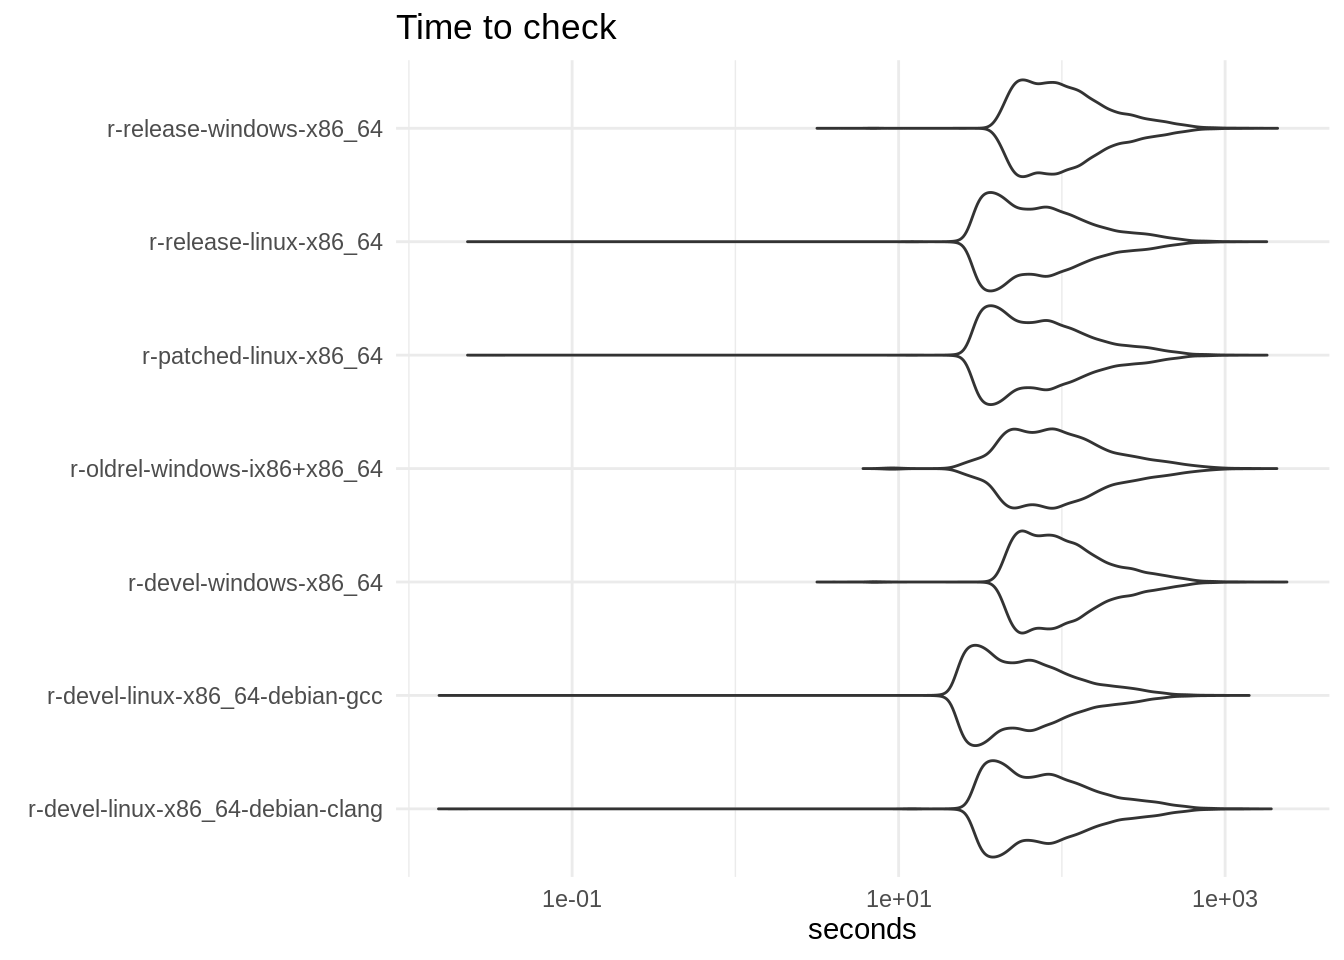 Time to check
r-release-windows-x86_64
r-release-linux-x86_64
r-patched-linux-x86_64
r-oldrel-windows-ix86+x86_64
r-devel-windows-x86_64
r-devel-linux-x86_64-debian-gcc
r-devel-linux-x86_64-debian-clang
1e-01 1e+01 1e+03
seconds